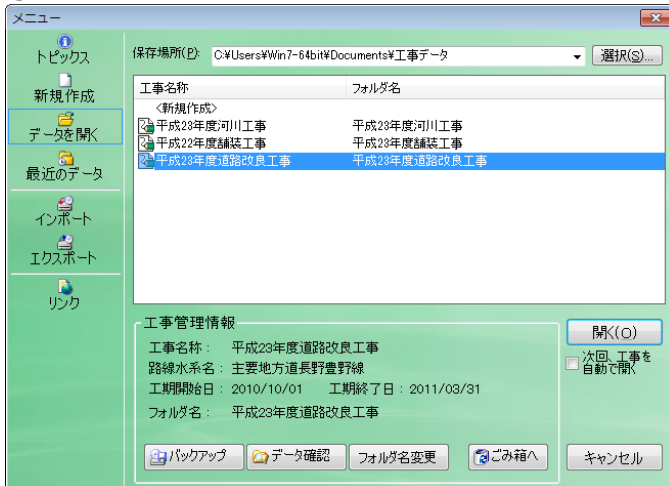 メニュー
トピックス
新規作成
データを開く
最近のデータ
インポート
エクスポート
リンク
保存場所(P): C:¥Users¥Win7-64bit¥Documents¥工事データ 選択(S)...
工事名称 フォルダ名
<新規作成>
平成23年度河川工事 平成23年度河川工事
平成22年度舗装工事 平成23年度舗装工事
平成23年度道路改良工事 平成23年度道路改良工事
工事管理情報
工事名称: 平成23年度道路改良工事
路線水系名: 主要地方道長野豊野線
工期開始日: 2010/10/01 工期終了日: 2011/03/31
フォルダ名: 平成23年度道路改良工事
バックアップ データ確認 フォルダ名変更 ごみ箱へ
開く(O)
次回、工事を
自動で開く
キャンセル